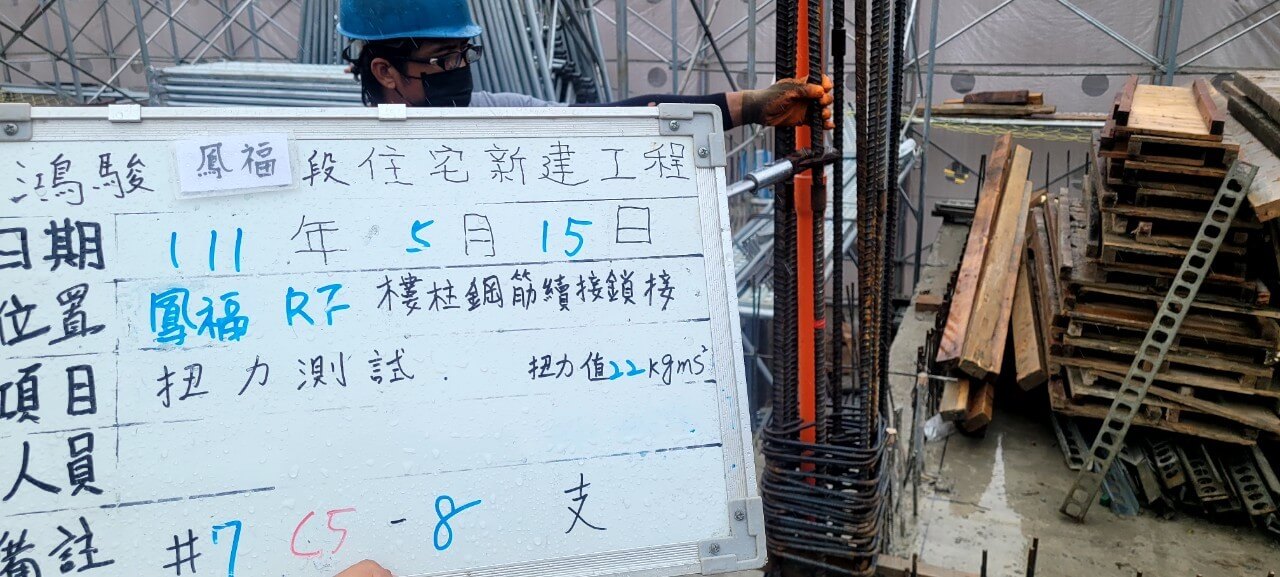 鴻駿 鳳福 段住宅新建工程
日期 111 年 5 月 15 日
位置 鳳福 RF 樓柱鋼筋續接鎖接
項目 扭力測試. 扭力值22kgms²
人員
備註 #7 C5 - 8 支